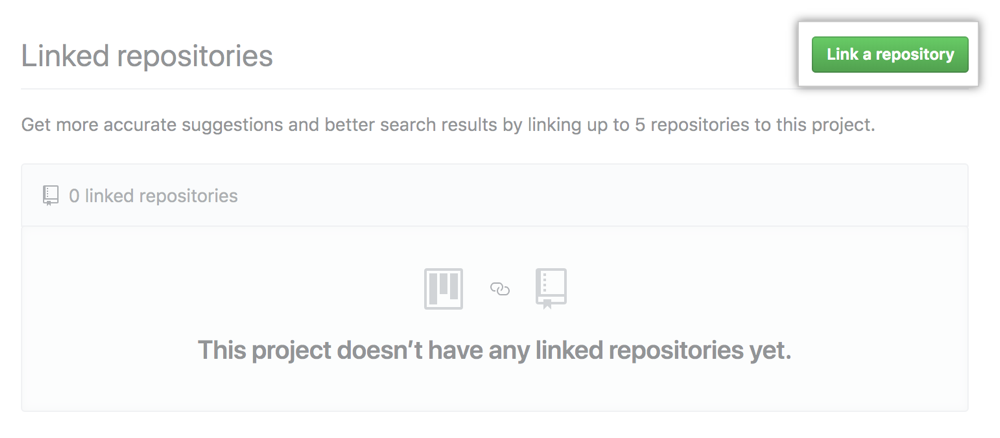 Linked repositories
Link a repository
Get more accurate suggestions and better search results by linking up to 5 repositories to this project.
0 linked repositories
This project doesn’t have any linked repositories yet.